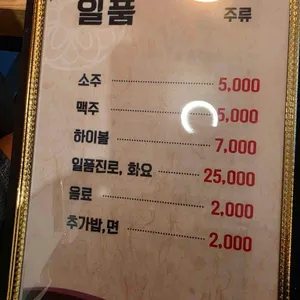 일품
주류
소주 5,000
맥주 5,000
하이볼 7,000
일품진로, 화요 25,000
음료 2,000
추가밥,면 2,000